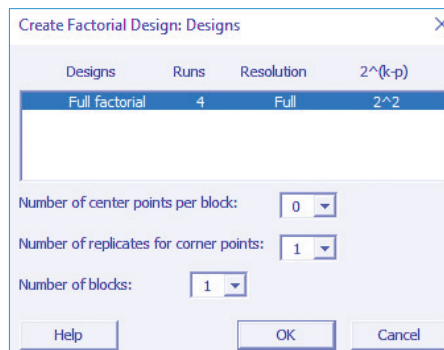 Create Factorial Design: Designs
Designs Runs Resolution 2^(k-p)
Full factorial 4 Full 2^2
Number of center points per block: 0
Number of replicates for corner points: 1
Number of blocks: 1
Help OK Cancel